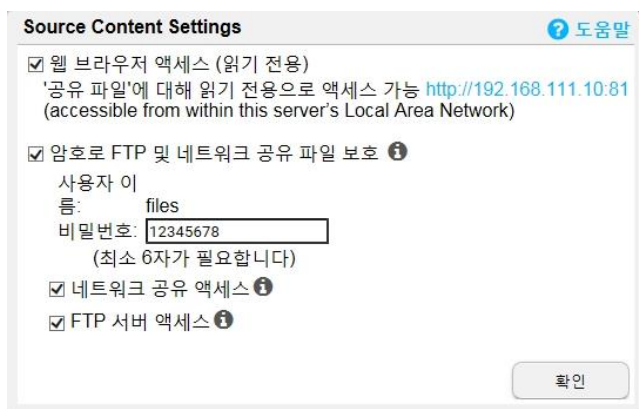 Source Content Settings
도움말
웹 브라우저 액세스 (읽기 전용)
'공유 파일'에 대해 읽기 전용으로 액세스 가능 http://192.168.111.10:81
(accessible from within this server's Local Area Network)
암호로 FTP 및 네트워크 공유 파일 보호
사용자 이
름: files
비밀번호: 12345678
(최소 6자가 필요합니다)
네트워크 공유 액세스
FTP 서버 액세스
확인